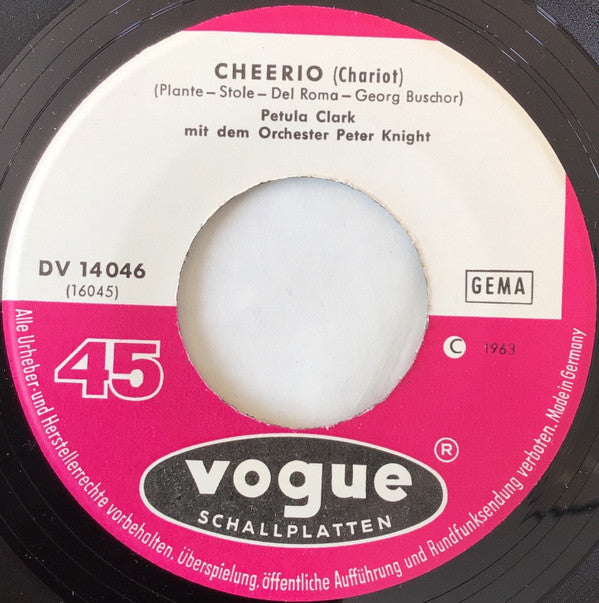 CHEERIO (Chariot)
(Plante – Stole – Del Roma – Georg Buschor)
Petula Clark
mit dem Orchester Peter Knight
DV 14046
(16045)
GEMA
45
C 1963
vogue ®
SCHALLPLATTEN
Alle Urheber- und Herstellerrechte vorbehalten. Überspielung, öffentliche Aufführung und Rundfunksendung verboten. Made in Germany